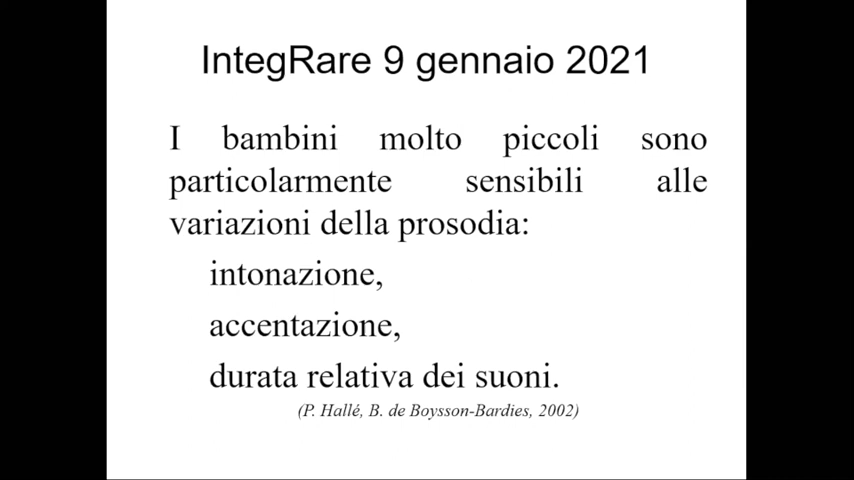 IntegRare 9 gennaio 2021
I bambini molto piccoli sono
particolarmente sensibili alle
variazioni della prosodia:
intonazione,
accentazione,
durata relativa dei suoni.
(P. Hallé, B. de Boysson-Bardies, 2002)